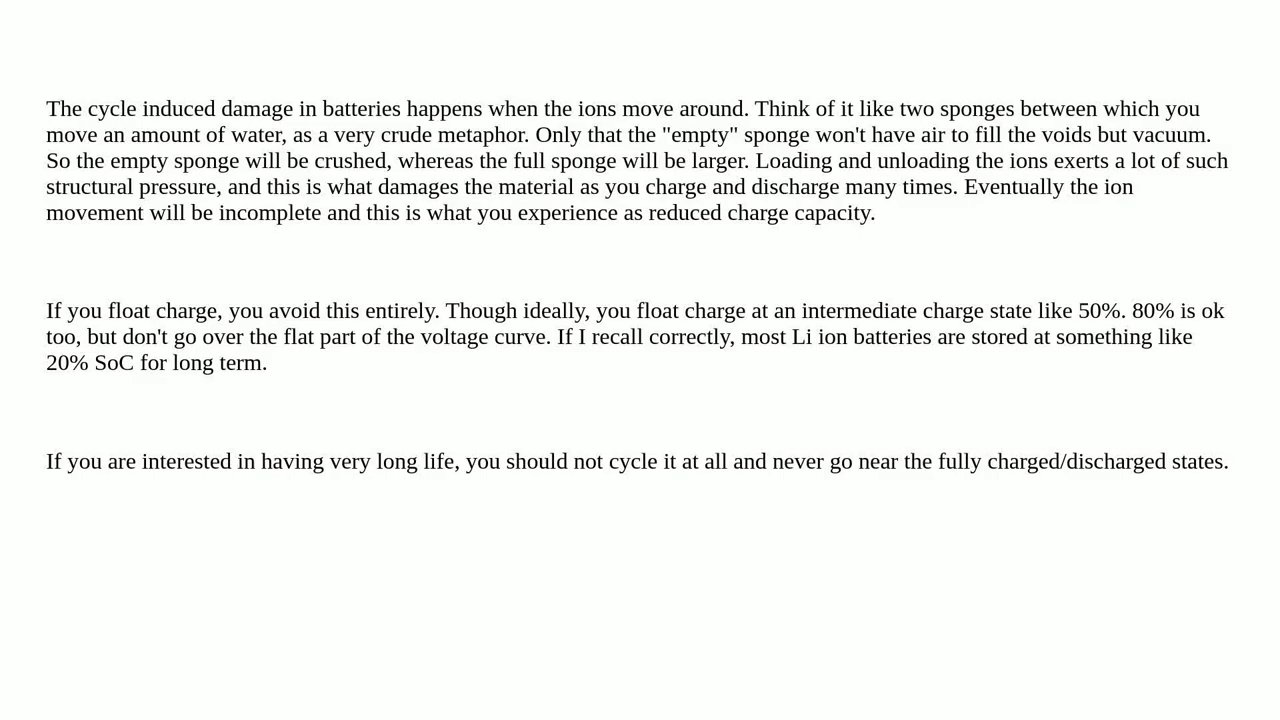 The cycle induced damage in batteries happens when the ions move around. Think of it like two sponges between which you
move an amount of water, as a very crude metaphor. Only that the "empty" sponge won't have air to fill the voids but vacuum.
So the empty sponge will be crushed, whereas the full sponge will be larger. Loading and unloading the ions exerts a lot of such
structural pressure, and this is what damages the material as you charge and discharge many times. Eventually the ion
movement will be incomplete and this is what you experience as reduced charge capacity.
If you float charge, you avoid this entirely. Though ideally, you float charge at an intermediate charge state like 50%. 80% is ok
too, but don't go over the flat part of the voltage curve. If I recall correctly, most Li ion batteries are stored at something like
20% SoC for long term.
If you are interested in having very long life, you should not cycle it at all and never go near the fully charged/discharged states.